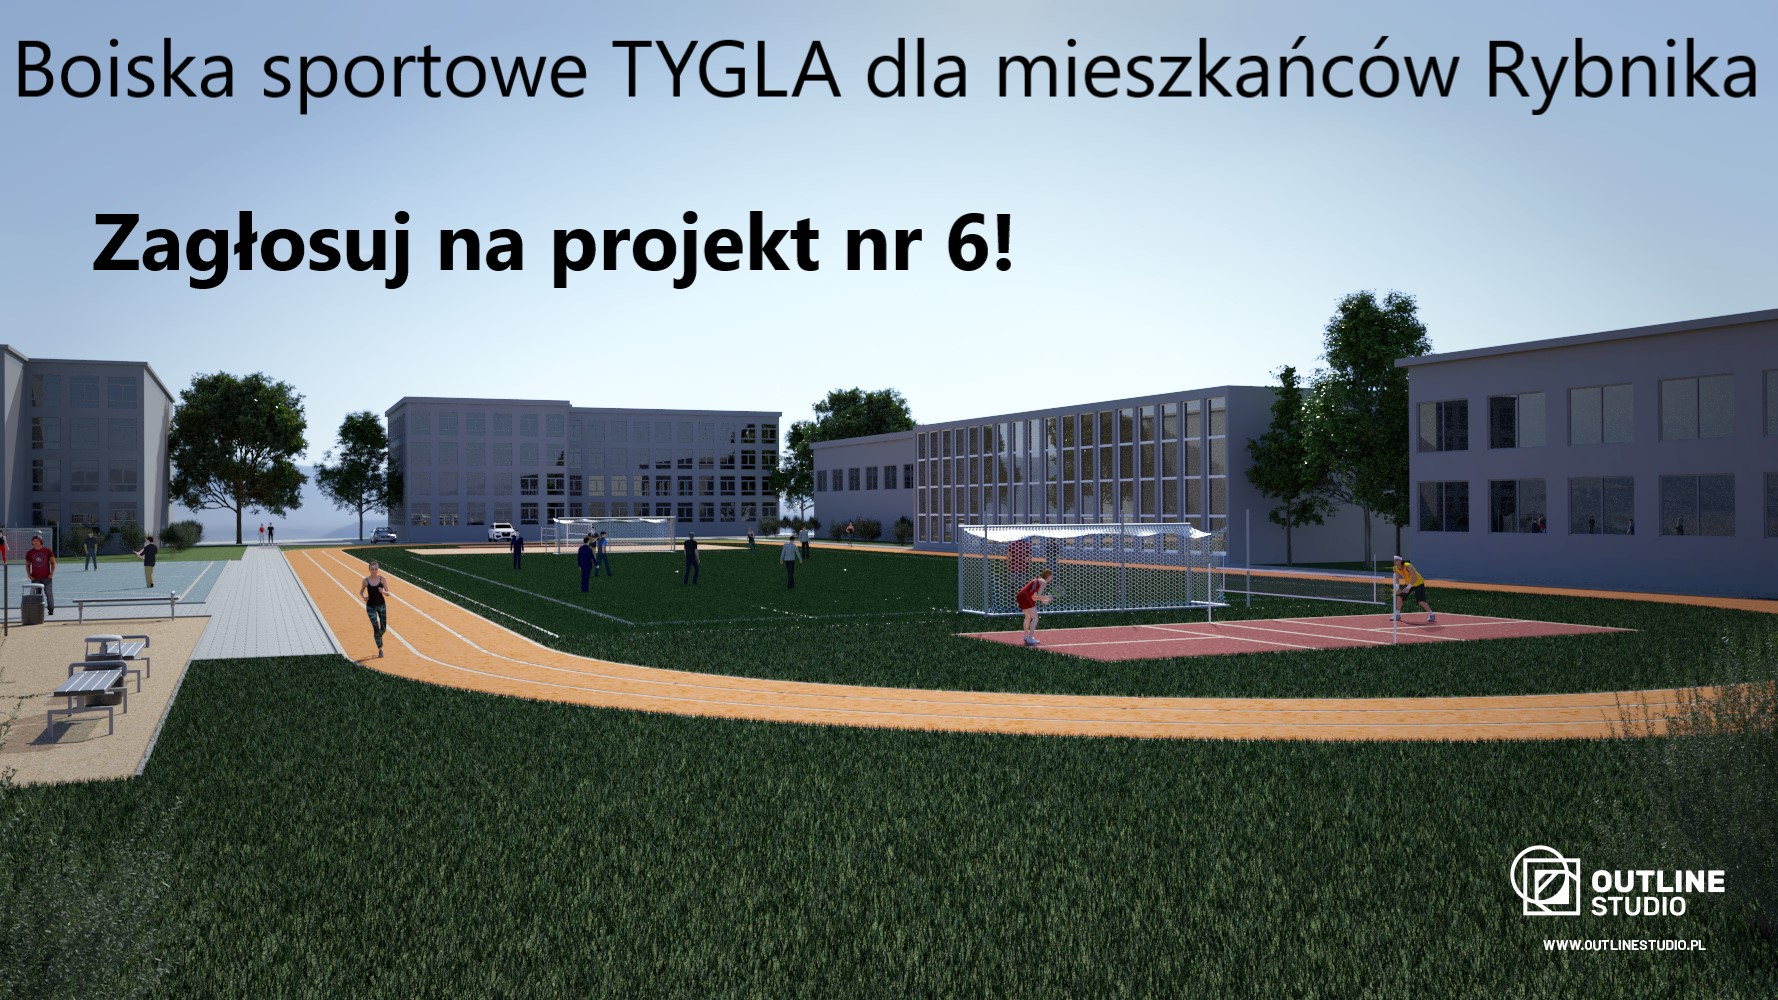 Boiska sportowe TYGLA dla mieszkańców Rybnika
Zagłosuj na projekt nr 6!
OUTLINE
STUDIO
WWW.OUTLINESTUDIO.PL